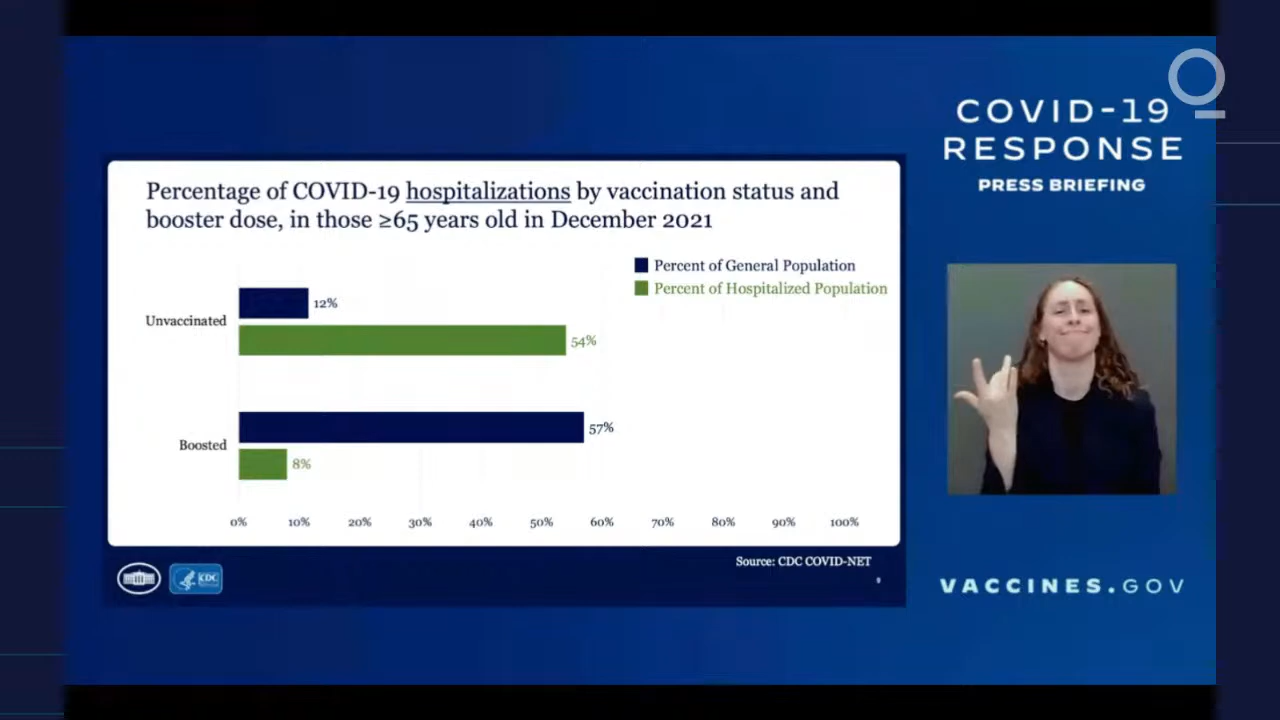 COVID-19
RESPONSE
PRESS BRIEFING
Percentage of COVID-19 hospitalizations by vaccination status and
booster dose, in those ≥65 years old in December 2021
Percent of General Population
Percent of Hospitalized Population
Unvaccinated
12%
54%
Boosted
57%
8%
0% 10% 20% 30% 40% 50% 60% 70% 80% 90% 100%
Source: CDC COVID-NET
CDC
VACCINES.GOV